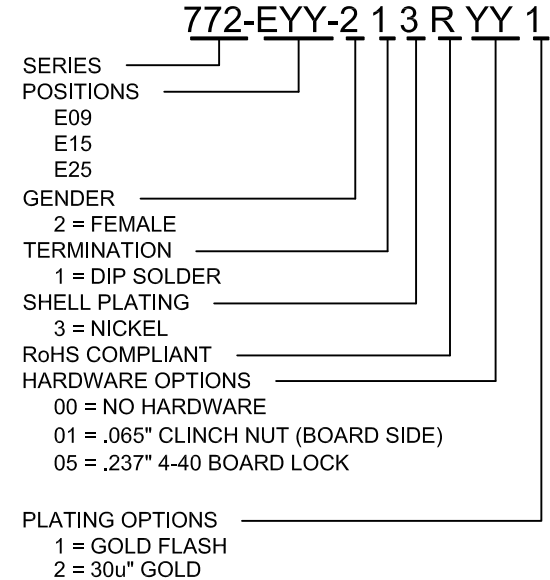 772-EYY-2 1 3 R YY 1
SERIES
POSITIONS
E09
E15
E25
GENDER
2 = FEMALE
TERMINATION
1 = DIP SOLDER
SHELL PLATING
3 = NICKEL
RoHS COMPLIANT
HARDWARE OPTIONS
00 = NO HARDWARE
01 = .065" CLINCH NUT (BOARD SIDE)
05 = .237" 4-40 BOARD LOCK
PLATING OPTIONS
1 = GOLD FLASH
2 = 30u" GOLD